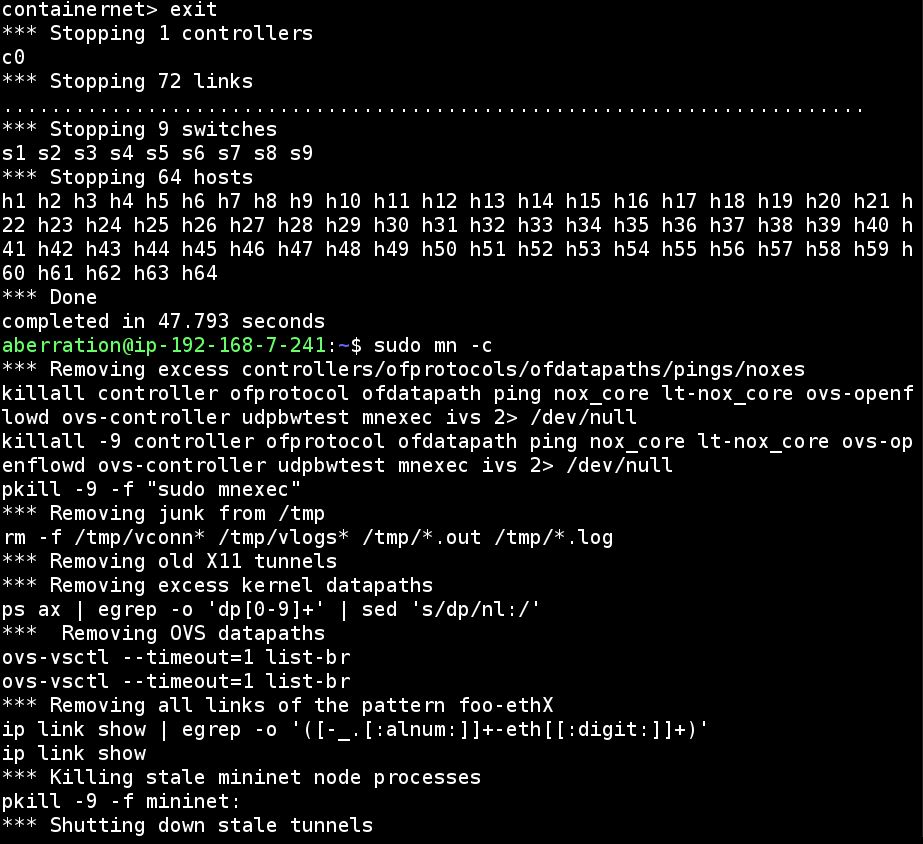 containernet> exit
*** Stopping 1 controllers
c0
*** Stopping 72 links
........................................................................
*** Stopping 9 switches
s1 s2 s3 s4 s5 s6 s7 s8 s9
*** Stopping 64 hosts
h1 h2 h3 h4 h5 h6 h7 h8 h9 h10 h11 h12 h13 h14 h15 h16 h17 h18 h19 h20 h21 h
22 h23 h24 h25 h26 h27 h28 h29 h30 h31 h32 h33 h34 h35 h36 h37 h38 h39 h40 h
41 h42 h43 h44 h45 h46 h47 h48 h49 h50 h51 h52 h53 h54 h55 h56 h57 h58 h59 h
60 h61 h62 h63 h64
*** Done
completed in 47.793 seconds
aberration@ip-192-168-7-241:~$ sudo mn -c
*** Removing excess controllers/ofprotocols/ofdatapaths/pings/noxes
killall controller ofprotocol ofdatapath ping nox_core lt-nox_core ovs-openf
lowd ovs-controller udpbwtest mnexec ivs 2> /dev/null
killall -9 controller ofprotocol ofdatapath ping nox_core lt-nox_core ovs-op
enflowd ovs-controller udpbwtest mnexec ivs 2> /dev/null
pkill -9 -f "sudo mnexec"
*** Removing junk from /tmp
rm -f /tmp/vconn* /tmp/vlogs* /tmp/*.out /tmp/*.log
*** Removing old X11 tunnels
*** Removing excess kernel datapaths
ps ax | egrep -o 'dp[0-9]+' | sed 's/dp/nl:/'
***  Removing OVS datapaths
ovs-vsctl --timeout=1 list-br
ovs-vsctl --timeout=1 list-br
*** Removing all links of the pattern foo-ethX
ip link show | egrep -o '([-_.[:alnum:]]+-eth[[:digit:]]+)'
ip link show
*** Killing stale mininet node processes
pkill -9 -f mininet:
*** Shutting down stale tunnels